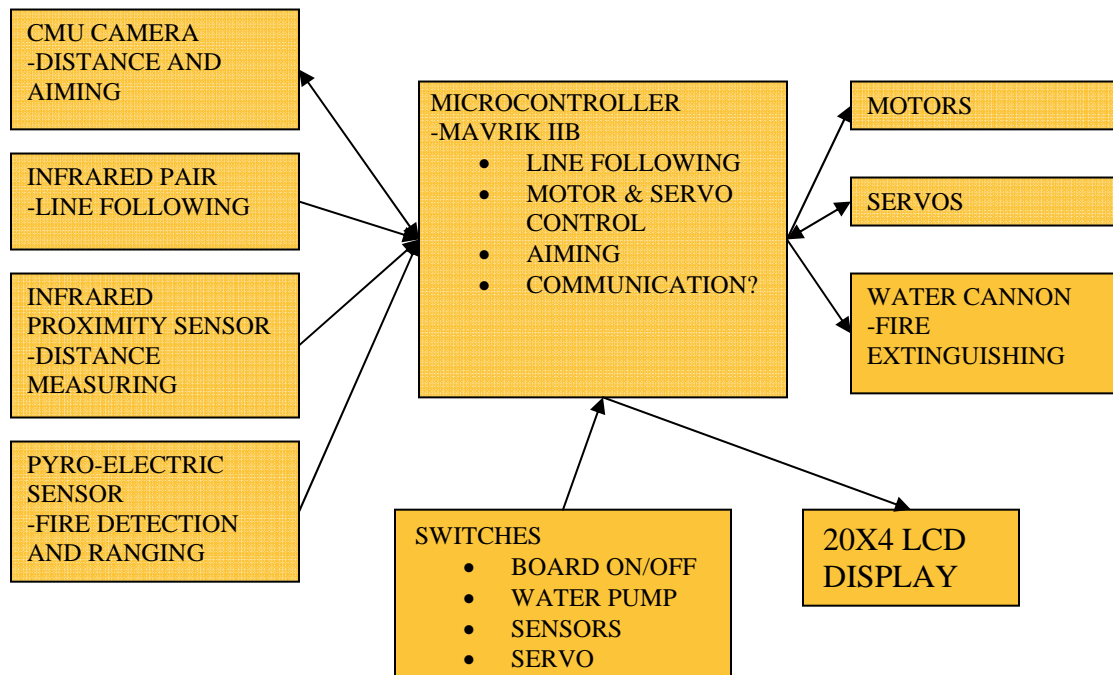 CMU CAMERA
-DISTANCE AND
AIMING
INFRARED PAIR
-LINE FOLLOWING
INFRARED
PROXIMITY SENSOR
-DISTANCE
MEASURING
PYRO-ELECTRIC
SENSOR
-FIRE DETECTION
AND RANGING
MICROCONTROLLER
-MAVRIK IIB
• LINE FOLLOWING
• MOTOR & SERVO
CONTROL
• AIMING
• COMMUNICATION?
MOTORS
SERVOS
WATER CANNON
-FIRE
EXTINGUISHING
SWITCHES
• BOARD ON/OFF
• WATER PUMP
• SENSORS
• SERVO
20X4 LCD
DISPLAY